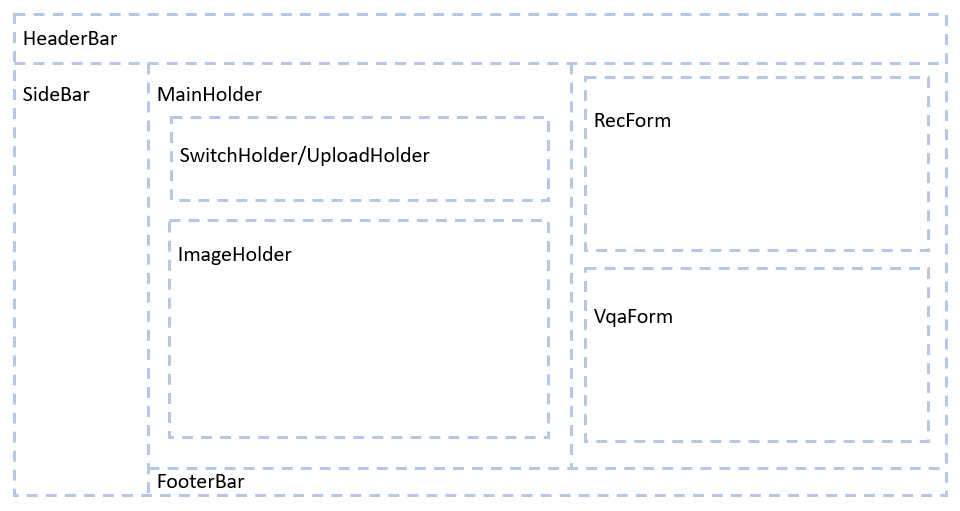 HeaderBar
SideBar
MainHolder
SwitchHolder/UploadHolder
ImageHolder
RecForm
VqaForm
FooterBar